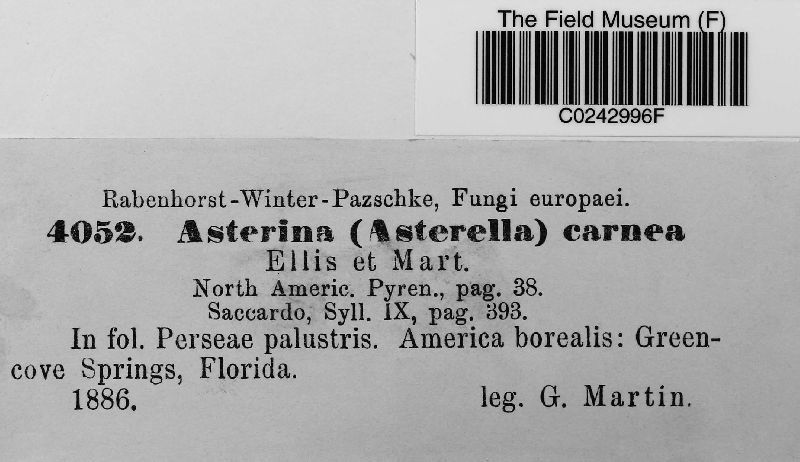 The Field Museum (F)
C0242996F
Rabenhorst-Winter-Pazschke, Fungi europaei.
4052. Asterina (Asterella) carnea
Ellis et Mart.
North Americ. Pyren., pag. 38.
Saccardo, Syll. IX, pag. 393.
In fol. Perseae palustris. America borealis: Green-
cove Springs, Florida.
1886. leg. G. Martin.